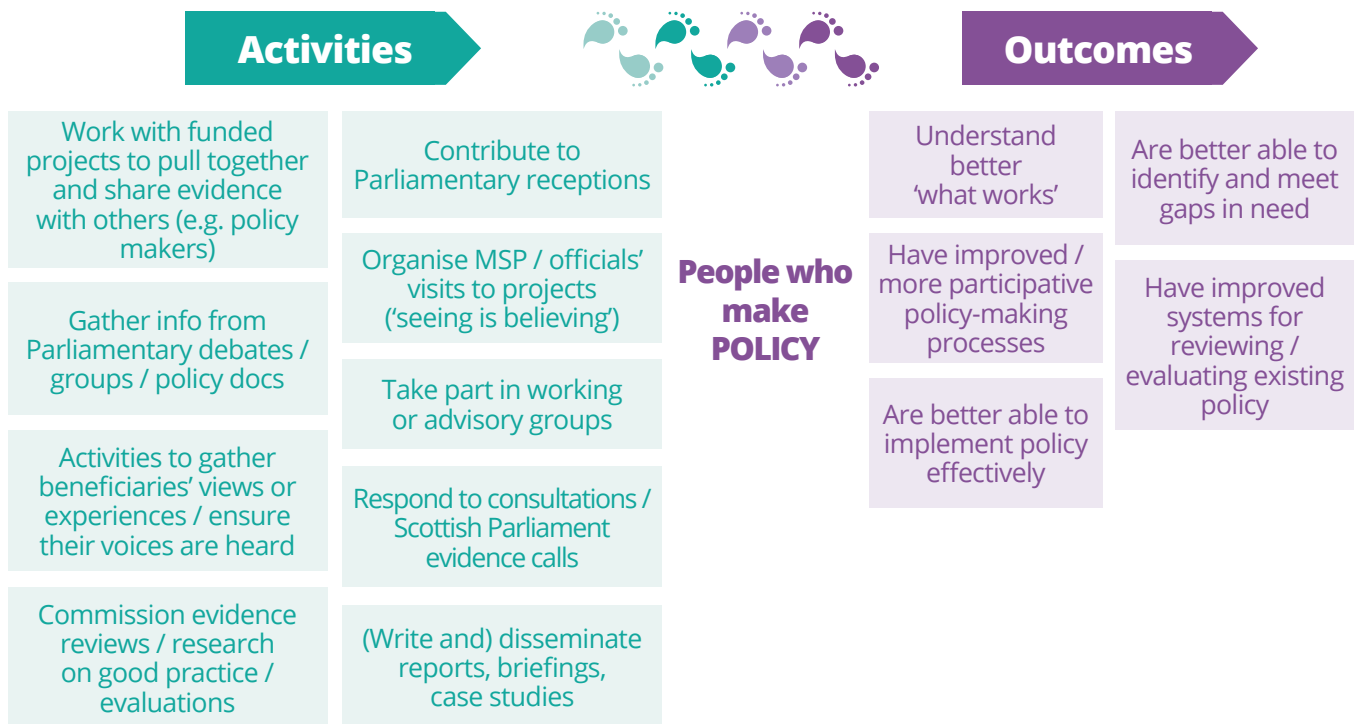 Activities
Outcomes
Work with funded
projects to pull together
and share evidence
with others (e.g. policy
makers)
Gather info from
Parliamentary debates /
groups / policy docs
Activities to gather
beneficiaries’ views or
experiences / ensure
their voices are heard
Commission evidence
reviews / research
on good practice /
evaluations
Contribute to
Parliamentary receptions
Organise MSP / officials’
visits to projects
(‘seeing is believing’)
Take part in working
or advisory groups
Respond to consultations /
Scottish Parliament
evidence calls
(Write and) disseminate
reports, briefings,
case studies
People who
make
POLICY
Understand
better
‘what works’
Have improved /
more participative
policy-making
processes
Are better able to
implement policy
effectively
Are better able to
identify and meet
gaps in need
Have improved
systems for
reviewing /
evaluating existing
policy